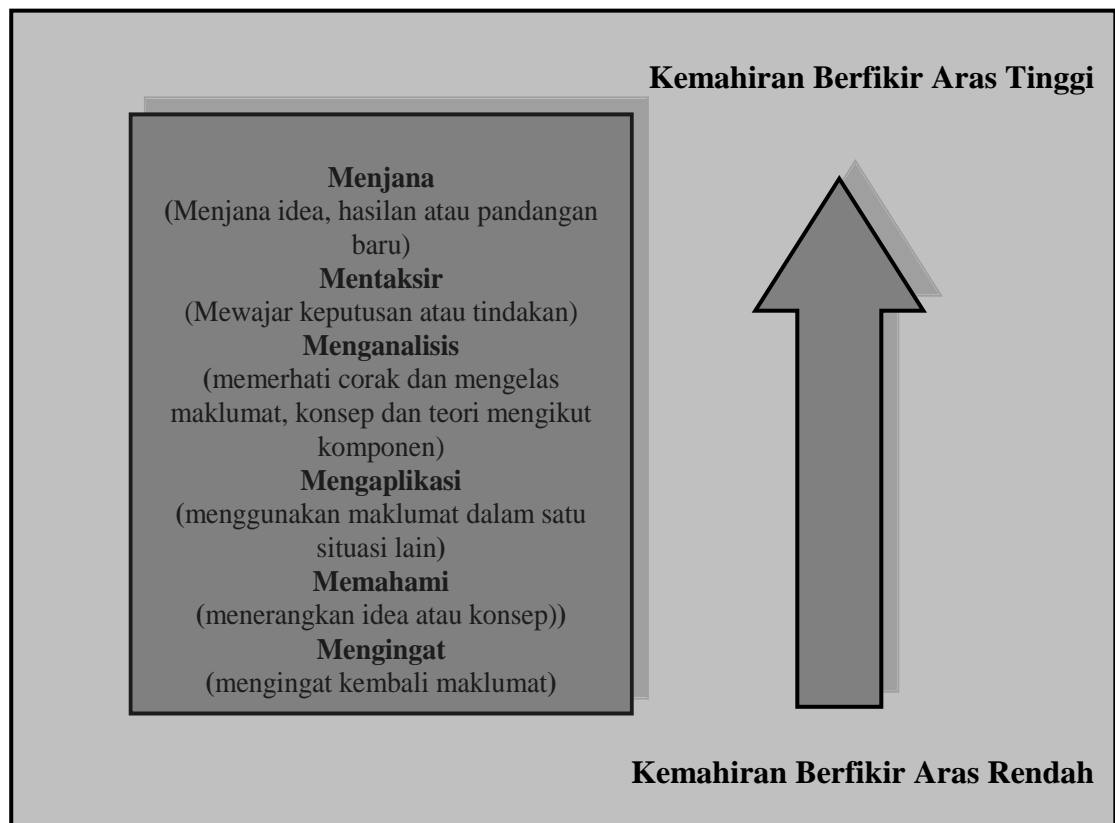 Kemahiran Berfikir Aras Tinggi
Menjana
(Menjana idea, hasilan atau pandangan
baru)
Mentaksir
(Mewajar keputusan atau tindakan)
Menganalisis
(memerhati corak dan mengelas
maklumat, konsep dan teori mengikut
komponen)
Mengaplikasi
(menggunakan maklumat dalam satu
situasi lain)
Memahami
(menerangkan idea atau konsep))
Mengingat
(mengingat kembali maklumat)
Kemahiran Berfikir Aras Rendah